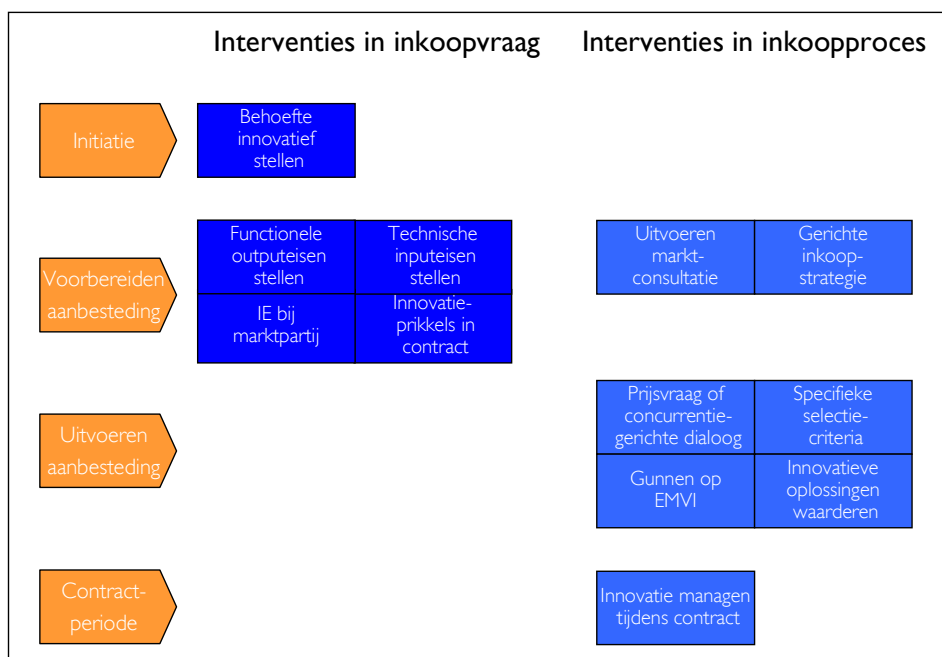 Interventies in inkoopvraag
Interventies in inkoopproces
Initiatie
Behoefte
innovatief
stellen
Voorbereiden
aanbesteding
Functionele
outputeisen
stellen
Technische
inputeisen
stellen
IE bij
marktpartij
Innovatie-
prikkels in
contract
Uitvoeren
markt-
consultatie
Gerichte
inkoop-
strategie
Uitvoeren
aanbesteding
Prijsvraag of
concurrentie-
gerichte dialoog
Specifieke
selectie-
criteria
Gunnen op
EMVI
Innovatieve
oplossingen
waarderen
Contract-
periode
Innovatie managen
tijdens contract